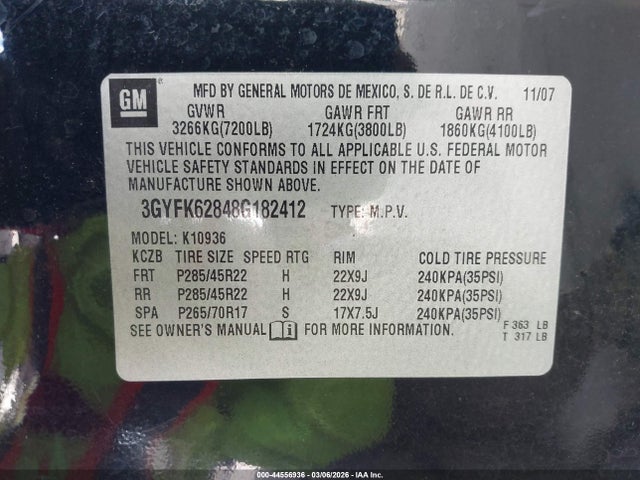 GM
MFD BY GENERAL MOTORS DE MEXICO, S. DE R.L. DE C.V. 11/07
GVWR GAWR FRT GAWR RR
3266KG(7200LB) 1724KG(3800LB) 1860KG(4100LB)
THIS VEHICLE CONFORMS TO ALL APPLICABLE U.S. FEDERAL MOTOR
VEHICLE SAFETY STANDARDS IN EFFECT ON THE DATE OF
MANUFACTURE SHOWN ABOVE.
3GYFK62848G182412 TYPE: M.P.V.
MODEL: K10936
KCZB TIRE SIZE SPEED RTG RIM COLD TIRE PRESSURE
FRT P285/45R22 H 22X9J 240KPA(35PSI)
RR P285/45R22 H 22X9J 240KPA(35PSI)
SPA P265/70R17 S 17X7.5J 240KPA(35PSI)
SEE OWNER'S MANUAL FOR MORE INFORMATION.
F 363 LB
T 317 LB
000-44556936 - 03/06/2026 - IAAI.com